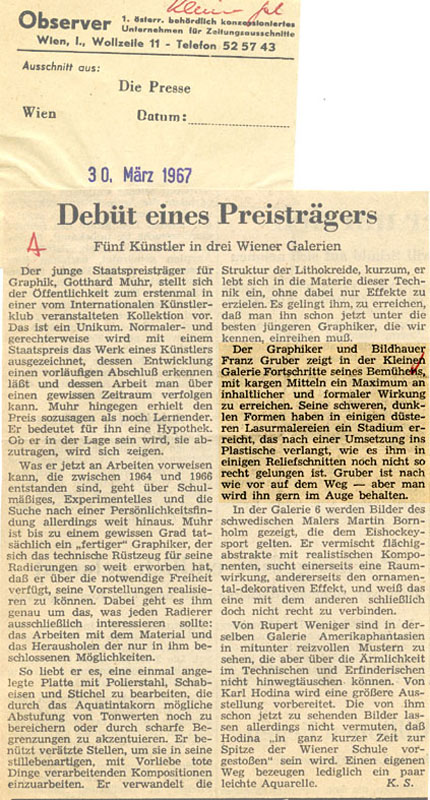 Kleine Gal
Observer
1. österr. behördlich konzessioniertes
Unternehmen für Zeitungsausschnitte
Wien, I., Wollzeile 11 - Telefon 52 57 43
Ausschnitt aus:
Die Presse
Wien Datum:
30. März 1967
Debüt eines Preisträgers
Fünf Künstler in drei Wiener Galerien
Der junge Staatspreisträger für
Graphik, Gotthard Muhr, stellt sich
der Öffentlichkeit zum erstenmal in
einer vom Internationalen Künstler-
klub veranstalteten Kollektion vor.
Das ist ein Unikum. Normaler- und
gerechterweise wird mit einem
Staatspreis das Werk eines Künstlers
ausgezeichnet, dessen Entwicklung
einen vorläufigen Abschluß erkennen
läßt und dessen Arbeit man über
einen gewissen Zeitraum verfolgen
kann. Muhr hingegen erhielt den
Preis sozusagen als noch Lernender.
Er bedeutet für ihn eine Hypothek.
Ob er in der Lage sein wird, sie ab-
zutragen, wird sich zeigen.
Was er jetzt an Arbeiten vorweisen
kann, die zwischen 1964 und 1966
entstanden sind, geht über Schul-
mäßiges, Experimentelles und die
Suche nach einer Persönlichkeitsfin-
dung allerdings weit hinaus. Muhr
ist bis zu einem gewissen Grad tat-
sächlich ein „fertiger" Graphiker, der
sich das technische Rüstzeug für seine
Radierungen so weit erworben hat,
daß er über die notwendige Freiheit
verfügt, seine Vorstellungen realisie-
ren zu können. Dabei geht es ihm
genau um das, was jeden Radierer
ausschließlich interessieren sollte:
das Arbeiten mit dem Material und
das Herausholen der nur in ihm be-
schlossenen Möglichkeiten.
So liebt er es, eine einmal ange-
legte Platte mit Polierstahl, Schab-
eisen und Stichel zu bearbeiten, die
durch das Aquatintakorn mögliche
Abstufung von Tonwerten noch zu
bereichern oder durch scharfe Be-
grenzungen zu akzentuieren. Er be-
nützt verätzte Stellen, um sie in seine
stillebenartigen, mit Vorliebe tote
Dinge verarbeitenden Kompositionen
einzuarbeiten. Er verwandelt die
Struktur der Lithokreide, kurzum, er
lebt sich in die Materie dieser Tech-
nik ein, ohne dabei nur Effekte zu
erzielen. Es gelingt ihm, zu erreichen,
daß man ihn schon jetzt unter die
besten jüngeren Graphiker, die wir
kennen, einreihen muß.
Der Graphiker und Bildhauer
Franz Gruber zeigt in der Kleinen
Galerie Fortschritte seines Bemühens,
mit kargen Mitteln ein Maximum an
inhaltlicher und formaler Wirkung
zu erreichen. Seine schweren, dunk-
len Formen haben in einigen düste-
ren Lasurmalereien ein Stadium er-
reicht, das nach einer Umsetzung ins
Plastische verlangt, wie es ihm in
einigen Reliefschnitten noch nicht so
recht gelungen ist. Gruber ist nach
wie vor auf dem Weg — aber man
wird ihn gern im Auge behalten.
In der Galerie 6 werden Bilder des
schwedischen Malers Martin Born-
holm gezeigt, die dem Eishockey-
sport gelten. Er vermischt flächig-
abstrakte mit realistischen Kompo-
nenten, sucht einerseits eine Raum-
wirkung, andererseits den ornamen-
tal-dekorativen Effekt, und weiß das
eine mit dem anderen schließlich
doch nicht recht zu verbinden.
Von Rupert Weniger sind in der-
selben Galerie Amerikaphantasien
in mitunter reizvollen Mustern zu
sehen, die aber über die Ärmlichkeit
im Technischen und Erfinderischen
nicht hinwegtäuschen können. Von
Karl Hodina wird eine größere Aus-
stellung vorbereitet. Die von ihm
schon jetzt zu sehenden Bilder las-
sen allerdings nicht vermuten, daß
Hodina „in ganz kurzer Zeit zur
Spitze der Wiener Schule vor-
gestoßen" sein wird. Einen eigenen
Weg bezeugen lediglich ein paar
leichte Aquarelle. K. S.